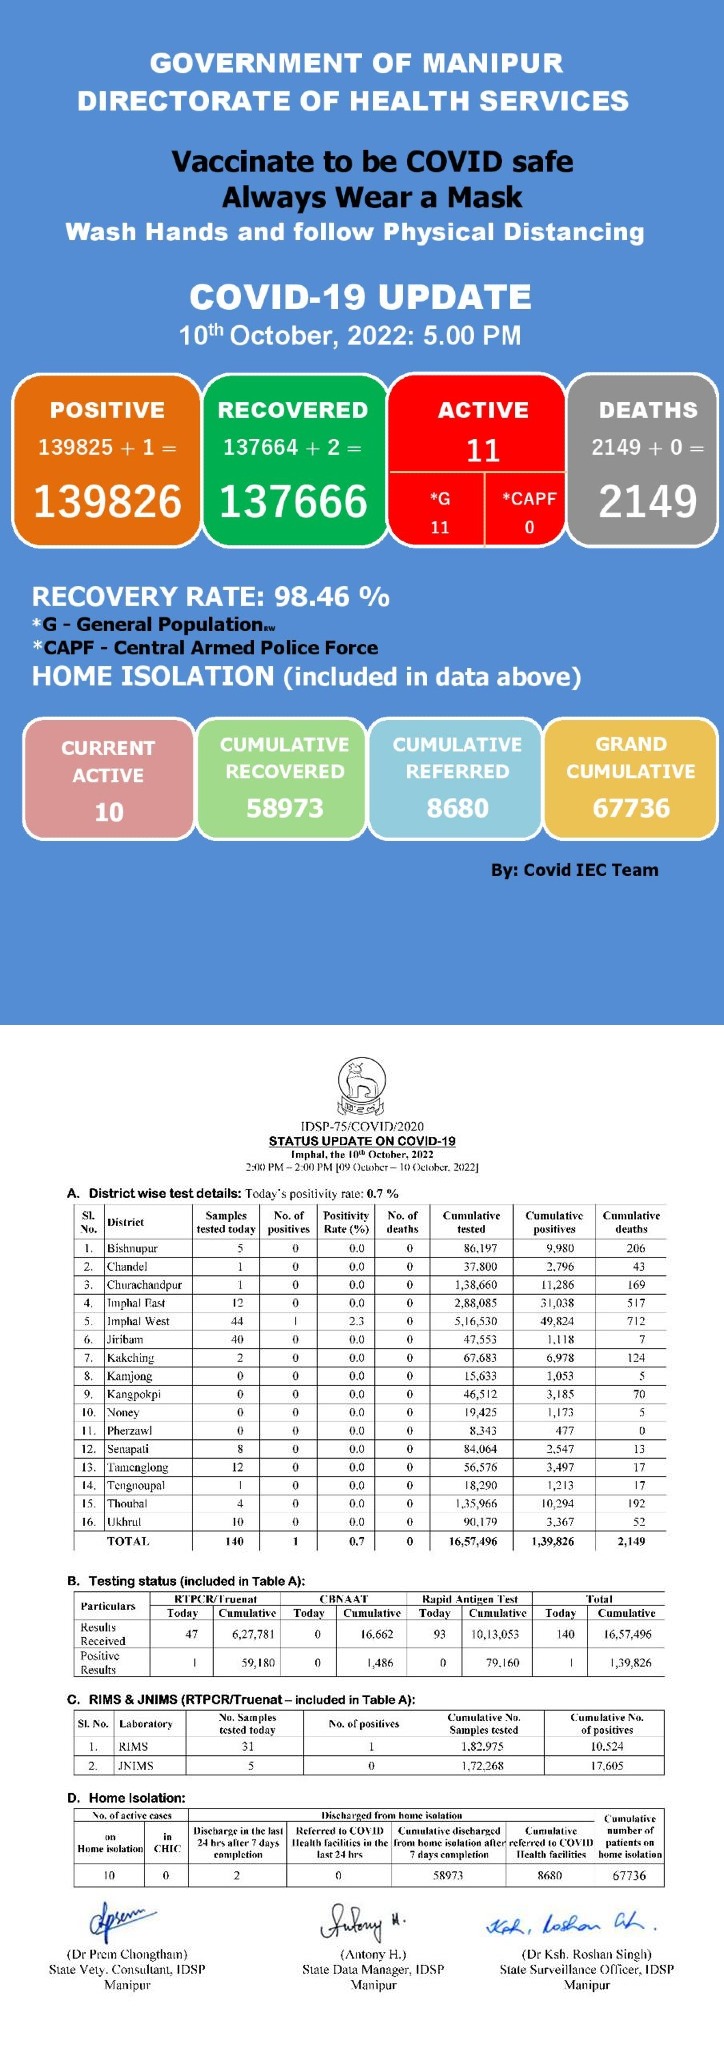 GOVERNMENT OF MANIPUR
DIRECTORATE OF HEALTH SERVICES
Vaccinate to be COVID safe
Always Wear a Mask
Wash Hands and follow Physical Distancing
COVID-19 UPDATE
10th October, 2022: 5.00 PM
POSITIVE RECOVERED ACTIVE DEATHS
139825 + 1 = 137664 + 2 = 11 2149 + 0 =
139826 137666 *G *CAPF 2149
11 0
RECOVERY RATE: 98.46 %
*G - General Population
*CAPF - Central Armed Police Force
HOME ISOLATION (included in data above)
CURRENT CUMULATIVE CUMULATIVE GRAND
ACTIVE RECOVERED REFERRED CUMULATIVE
10 58973 8680 67736
By: Covid IEC Team
IDSP-75/COVID/2020
STATUS UPDATE ON COVID-19
Imphal, the 10th October, 2022
2:00 PM – 2:00 PM [09 October – 10 October, 2022]
A. District wise test details: Today's positivity rate: 0.7 %
Sl. Samples No. of Positivity No. of Cumulative Cumulative Cumulative
No. District tested today positives Rate (%) deaths tested positives deaths
1. Bishnupur 5 0 0.0 0 86,197 9,980 206
2. Chandel 1 0 0.0 0 37,800 2,796 43
3. Churachandpur 1 0 0.0 0 1,38,660 11,286 169
4. Imphal East 12 0 0.0 0 2,88,085 31,038 517
5. Imphal West 44 1 2.3 0 5,16,530 49,824 712
6. Jiribam 40 0 0.0 0 47,553 1,118 7
7. Kakching 2 0 0.0 0 67,683 6,978 124
8. Kamjong 0 0 0.0 0 15,633 1,053 5
9. Kangpokpi 0 0 0.0 0 46,512 3,185 70
10. Noney 0 0 0.0 0 19,425 1,173 5
11. Pherzawl 0 0 0.0 0 8,343 477 0
12. Senapati 8 0 0.0 0 84,064 2,547 13
13. Tamenglong 12 0 0.0 0 56,576 3,497 17
14. Tengnoupal 1 0 0.0 0 18,290 1,213 17
15. Thoubal 4 0 0.0 0 1,35,966 10,294 192
16. Ukhrul 10 0 0.0 0 90,179 3,367 52
TOTAL 140 1 0.7 0 16,57,496 1,39,826 2,149
B. Testing status (included in Table A):
Particulars RTPCR/Truenat CBNAAT Rapid Antigen Test Total
Today Cumulative Today Cumulative Today Cumulative Today Cumulative
Results
Received 47 6,27,781 0 16,662 93 10,13,053 140 16,57,496
Positive
Results 1 59,180 0 1,486 0 79,160 1 1,39,826
C. RIMS & JNIMS (RTPCR/Truenat – included in Table A):
Sl. No. Laboratory No. Samples No. of positives Cumulative No. Cumulative No.
tested today Samples tested of positives
1. RIMS 31 1 1,82,975 10,524
2. JNIMS 5 0 1,72,268 17,605
D. Home Isolation:
No. of active cases Discharged from home isolation Cumulative
on in Discharge in the last Referred to COVID Cumulative discharged Cumulative number of
Home isolation CHIC 24 hrs after 7 days Health facilities in the from home isolation after referred to COVID patients on
completion last 24 hrs 7 days completion Health facilities home isolation
10 0 2 0 58973 8680 67736
Antony H.
(Dr Prem Chongtham) (Antony H.) (Dr Ksh. Roshan Singh)
State Vety. Consultant, IDSP State Data Manager, IDSP State Surveillance Officer, IDSP
Manipur Manipur Manipur